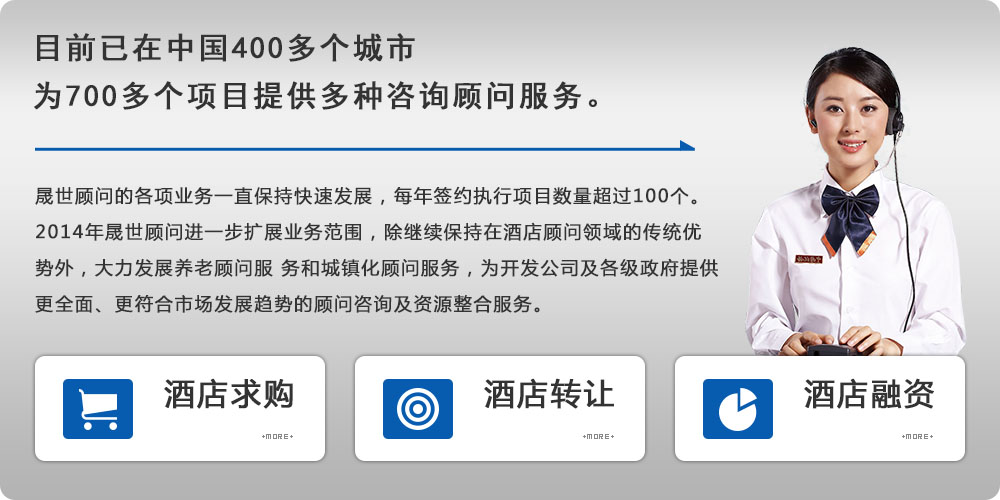 目前已在中国400多个城市
为700多个项目提供多种咨询顾问服务。
晟世顾问的各项业务一直保持快速发展，每年签约执行项目数量超过100个。
2014年晟世顾问进一步扩展业务范围，除继续保持在酒店顾问领域的传统优
势外，大力发展养老顾问服 务和城镇化顾问服务，为开发公司及各级政府提供
更全面、更符合市场发展趋势的顾问咨询及资源整合服务。
酒店求购
+MORE+
酒店转让
+MORE+
酒店融资
+MORE+